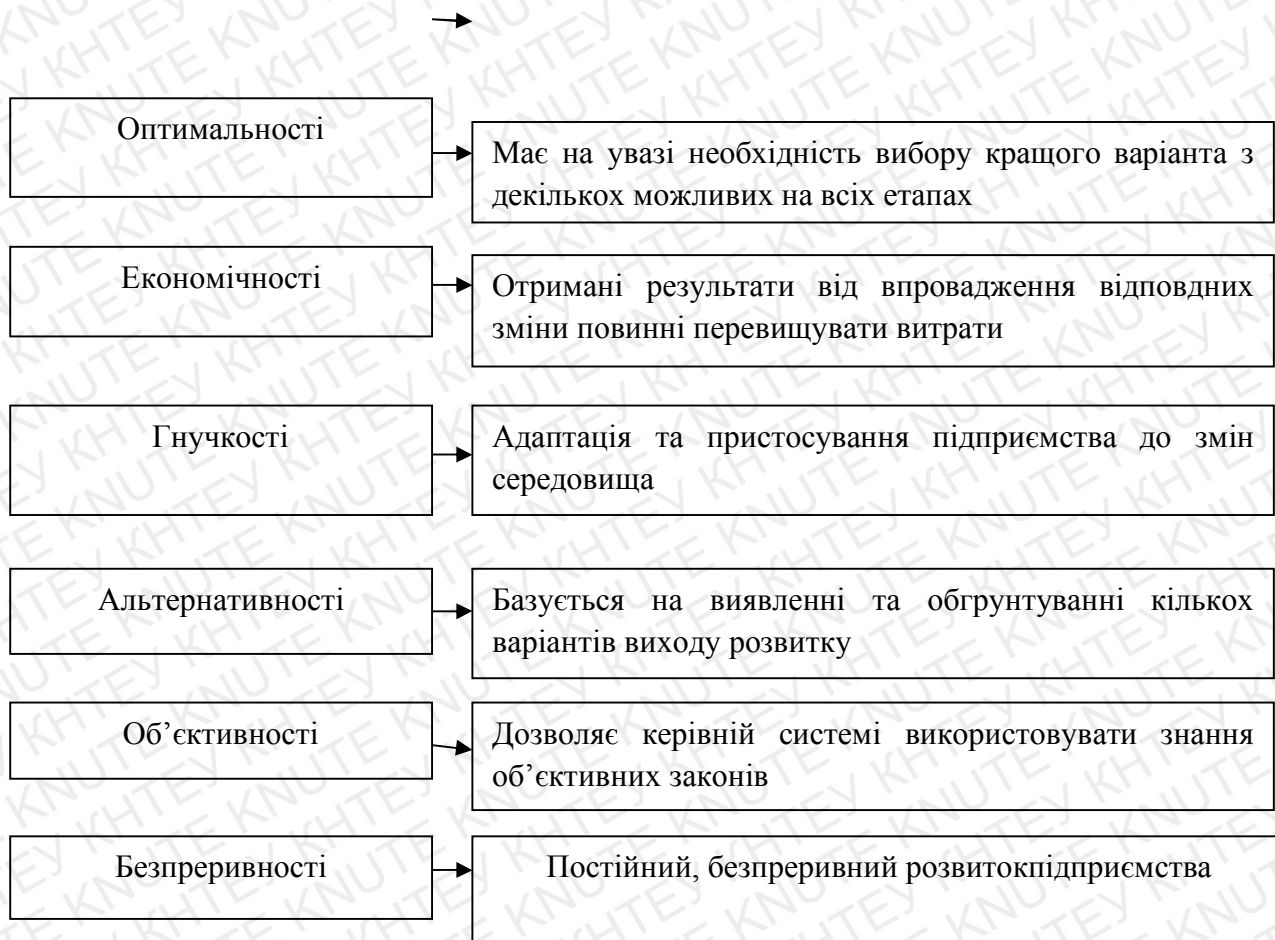 Оптимальності
Має на увазі необхідність вибору кращого варіанта з
декількох можливих на всіх етапах
Економічності
Отримані результати від впровадження відповдних
зміни повинні перевищувати витрати
Гнучкості
Адаптація та пристосування підприємства до змін
середовища
Альтернативності
Базується на виявленні та обгрунтуванні кількох
варіантів виходу розвитку
Об’єктивності
Дозволяє керівній системі використовувати знання
об’єктивних законів
Безпреривності
Постійний, безпреривний розвитокпідприємства